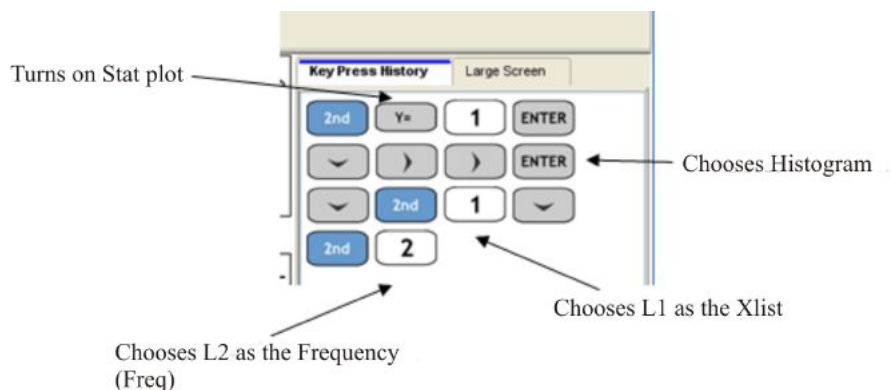 Key Press History
Large Screen
Turns on Stat plot
2nd Y= 1 ENTER
ENTER
Chooses Histogram
2nd 1
2nd 2
Chooses L1 as the Xlist
Chooses L2 as the Frequency
(Freq)